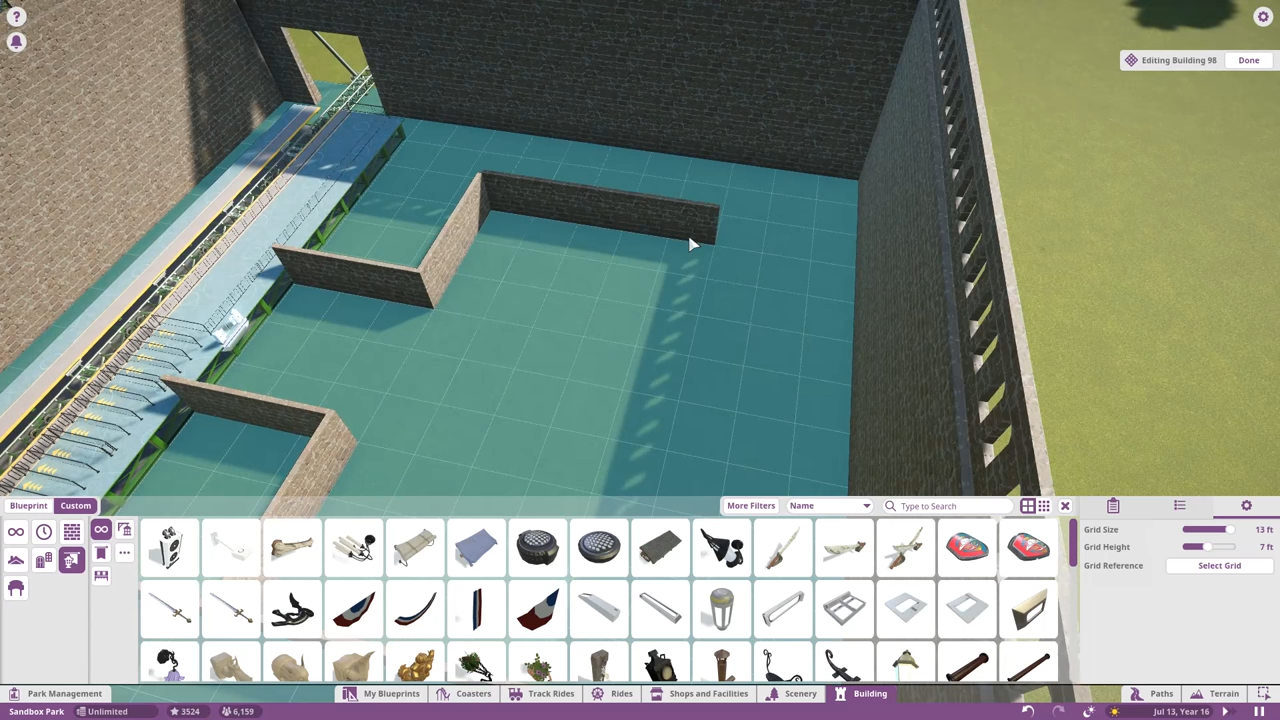 ?
Editing Building 98
Done
Blueprint
Custom
More Filters
Name
Type to Search
Grid Size
13 ft
Grid Height
7 ft
Grid Reference
Select Grid
Park Management
My Blueprints
Coasters
Track Rides
Rides
Shops and Facilities
Scenery
Building
Paths
Terrain
Sandbox Park
Unlimited
3524
6,159
Jul 13, Year 16